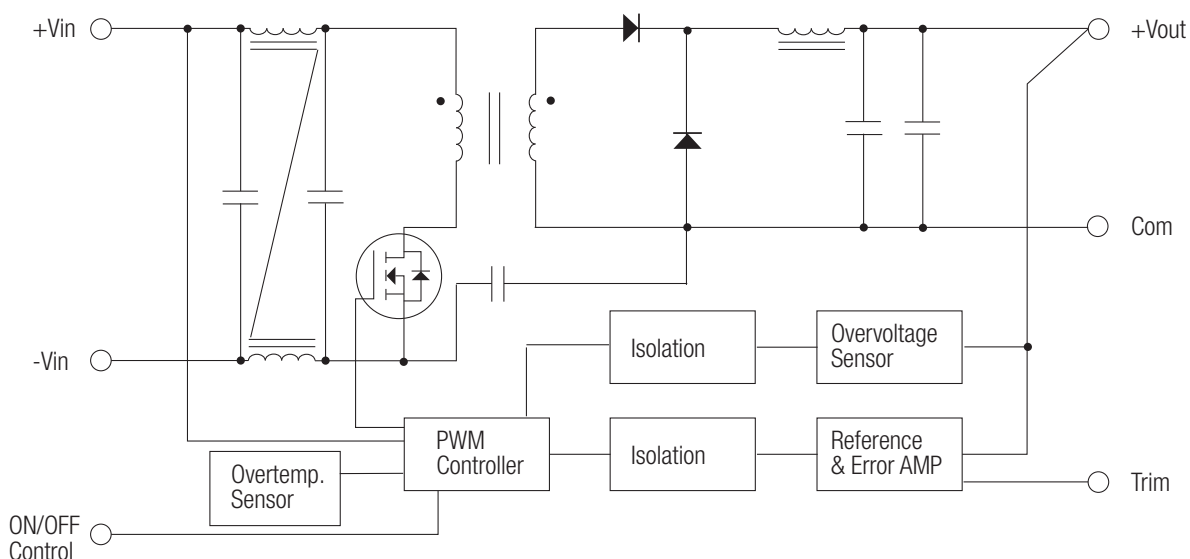 +Vin
+Vout
Com
-Vin
Isolation
Overvoltage
Sensor
PWM
Controller
Isolation
Reference
& Error AMP
Overtemp.
Sensor
Trim
ON/OFF
Control